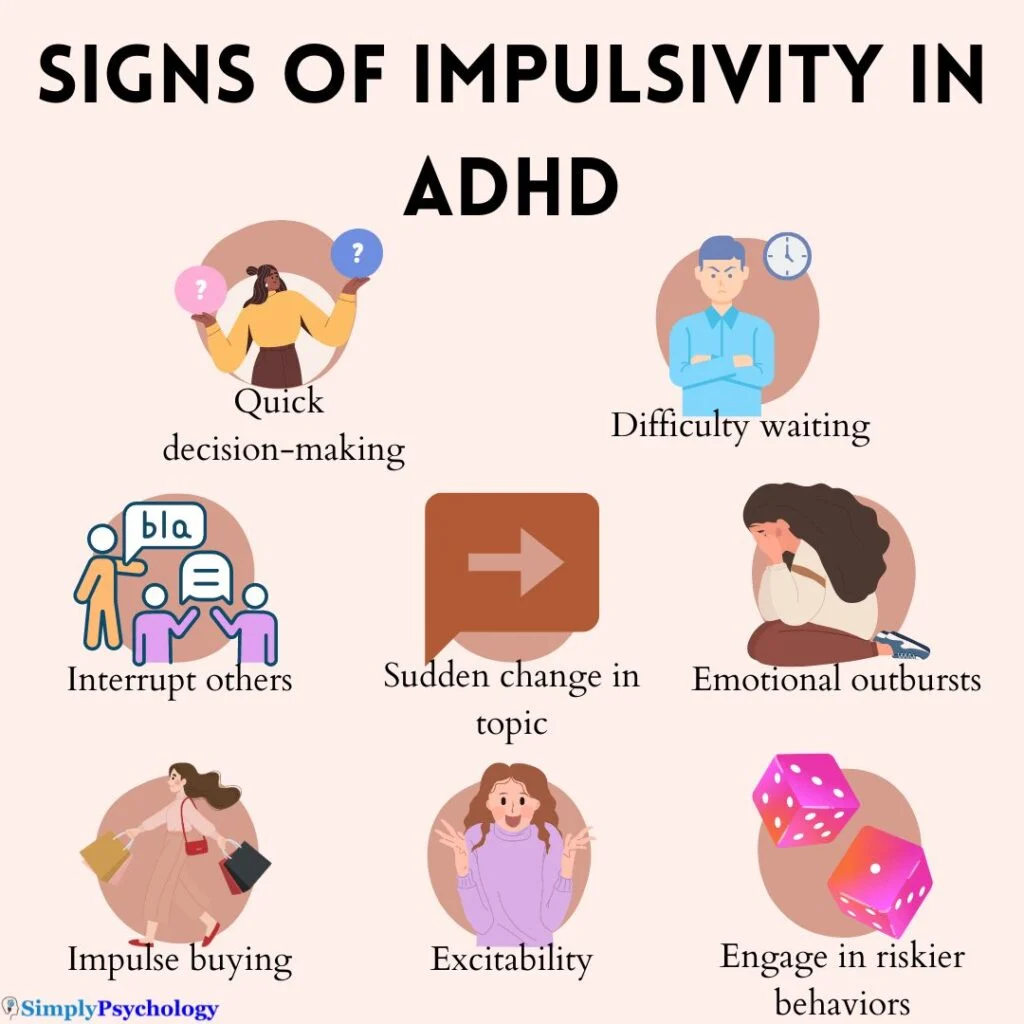 SIGNS OF IMPULSIVITY IN
ADHD
?
?
Quick
decision-making
Difficulty waiting
bla
Interrupt others
Sudden change in
topic
Emotional outbursts
Impulse buying
Excitability
Engage in riskier
behaviors
SimplyPsychology